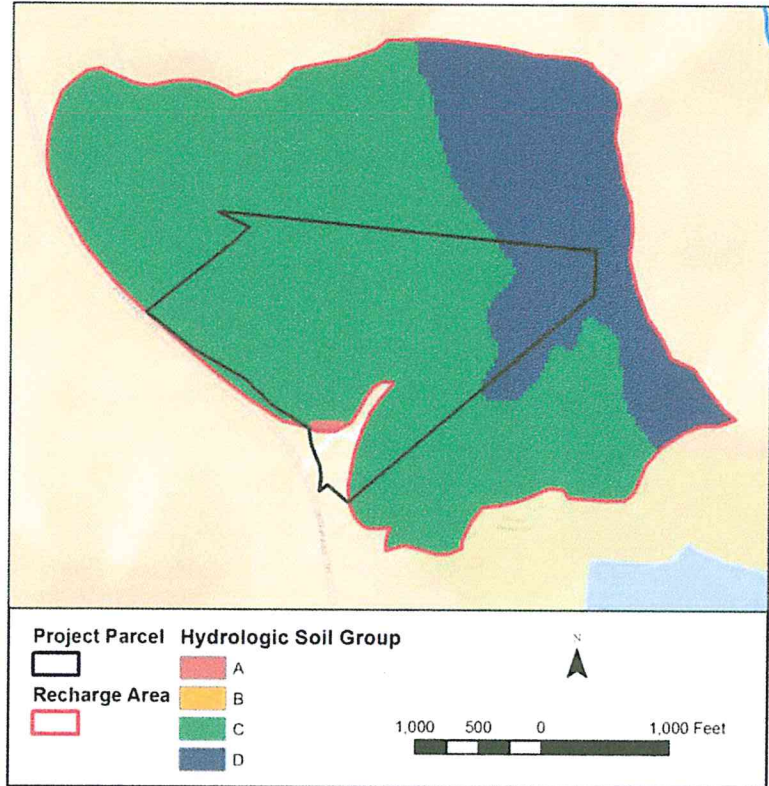 Project Parcel
Recharge Area
Hydrologic Soil Group
A
B
C
D
N
1,000 500 0 1,000 Feet